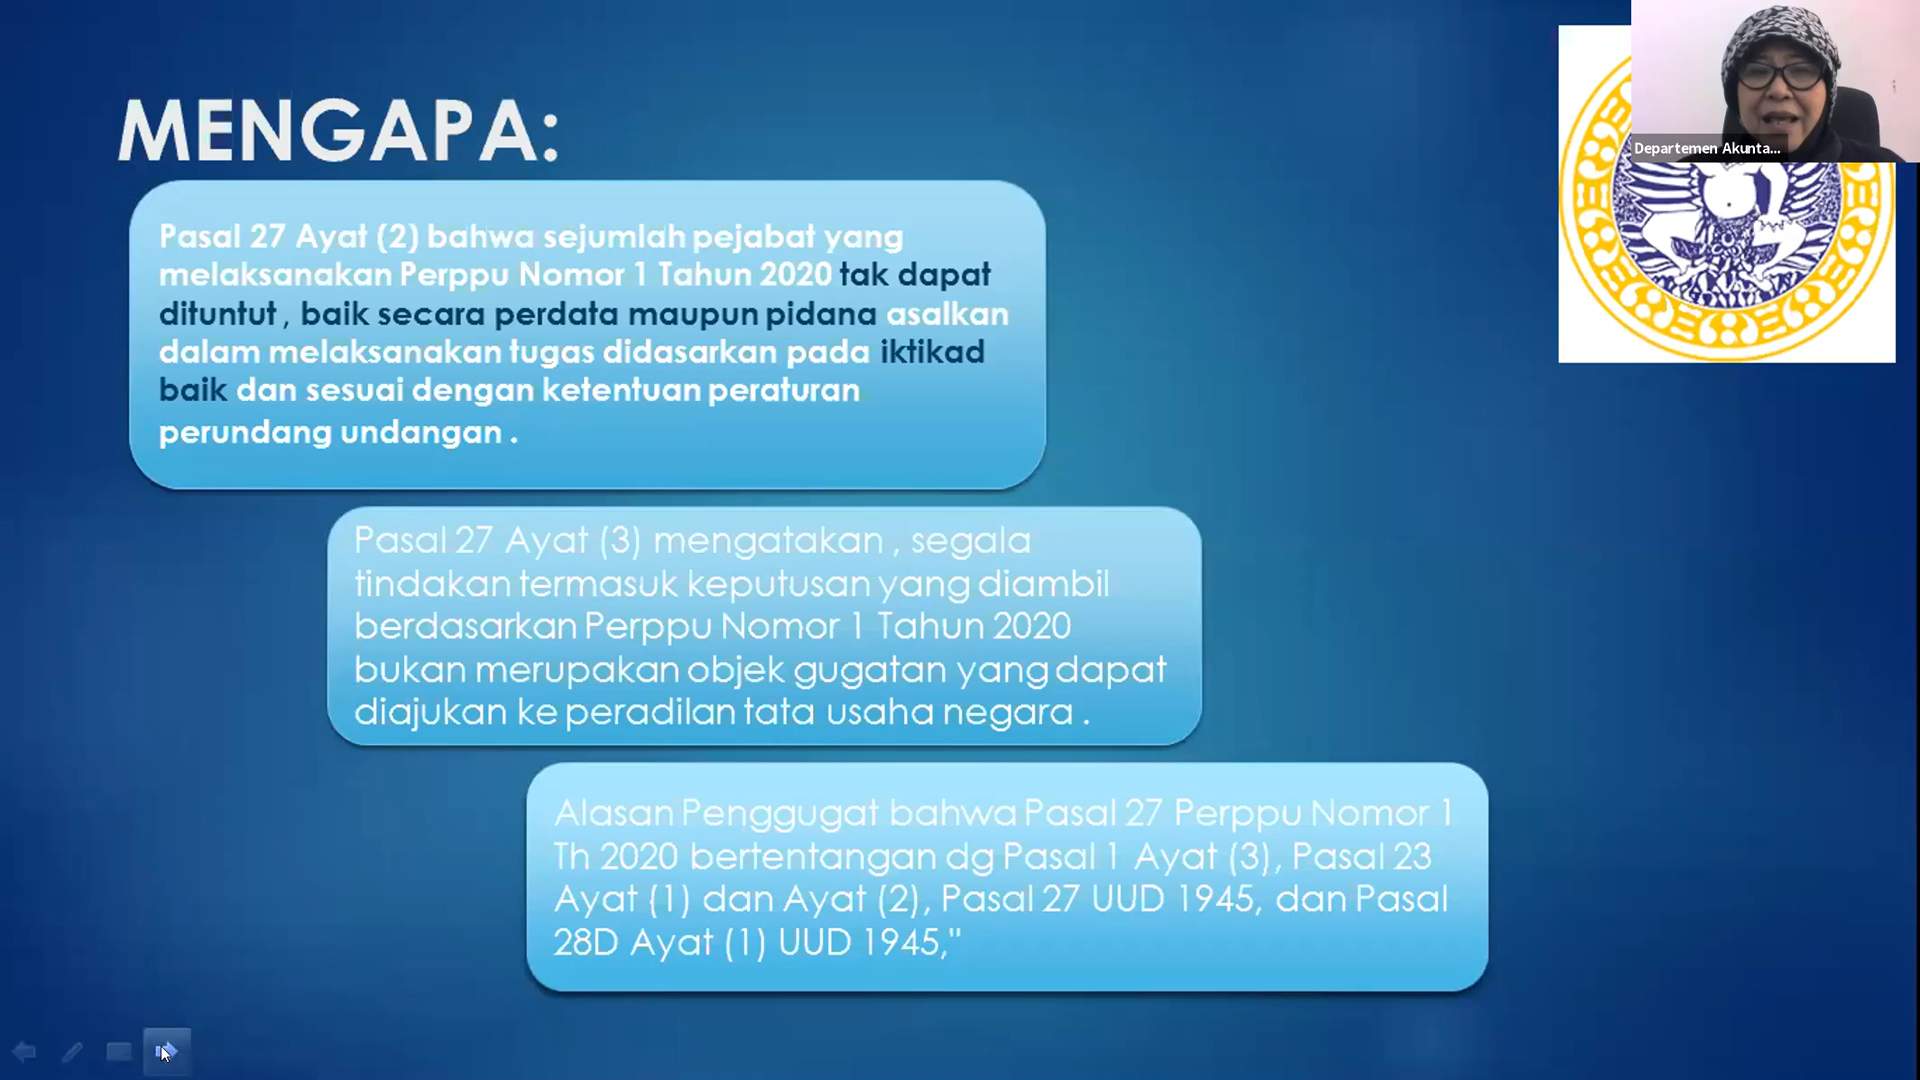 MENGAPA:
Pasal 27 Ayat (2) bahwa sejumlah pejabat yang
melaksanakan Perppu Nomor 1 Tahun 2020 tak dapat
dituntut , baik secara perdata maupun pidana asalkan
dalam melaksanakan tugas didasarkan pada iktikad
baik dan sesuai dengan ketentuan peraturan
perundang undangan .
Pasal 27 Ayat (3) mengatakan , segala
tindakan termasuk keputusan yang diambil
berdasarkan Perppu Nomor 1 Tahun 2020
bukan merupakan objek gugatan yang dapat
diajukan ke peradilan tata usaha negara .
Alasan Penggugat bahwa Pasal 27 Perppu Nomor 1
Th 2020 bertentangan dg Pasal 1 Ayat (3), Pasal 23
Ayat (1) dan Ayat (2), Pasal 27 UUD 1945, dan Pasal
28D Ayat (1) UUD 1945,"
Departemen Akunta...